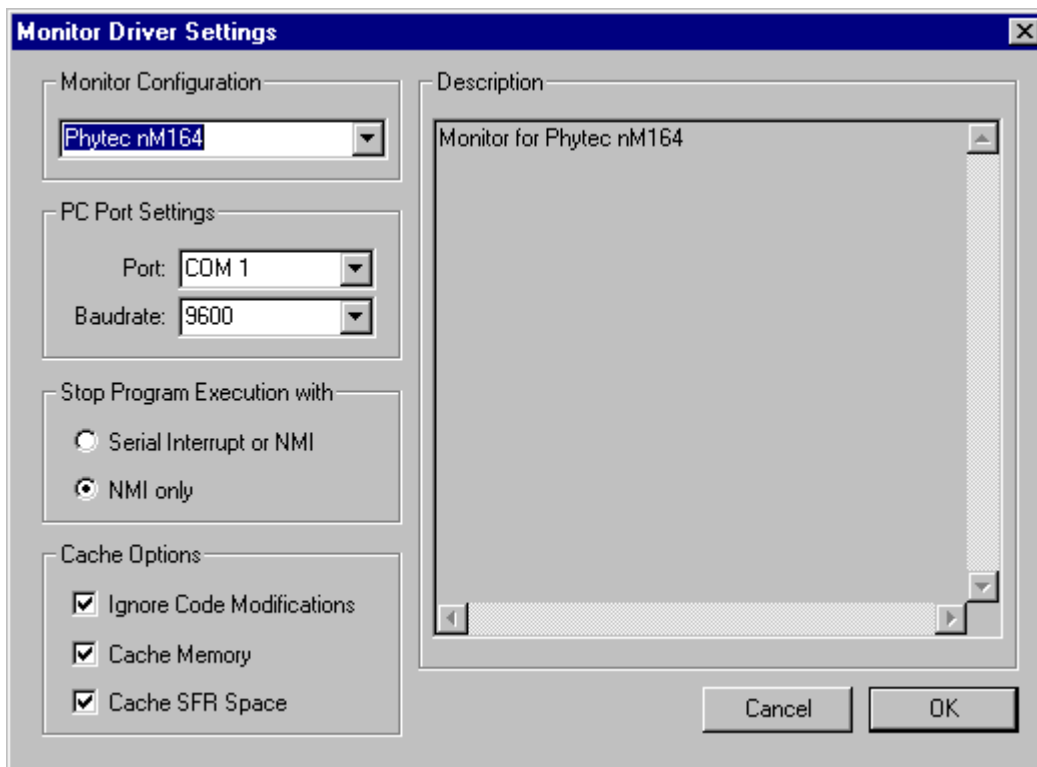 Monitor Driver Settings
Monitor Configuration
Phytec nM164
PC Port Settings
Port: COM 1
Baudrate: 9600
Stop Program Execution with
Serial Interrupt or NMI
NMI only
Cache Options
Ignore Code Modifications
Cache Memory
Cache SFR Space
Description
Monitor for Phytec nM164
Cancel
OK